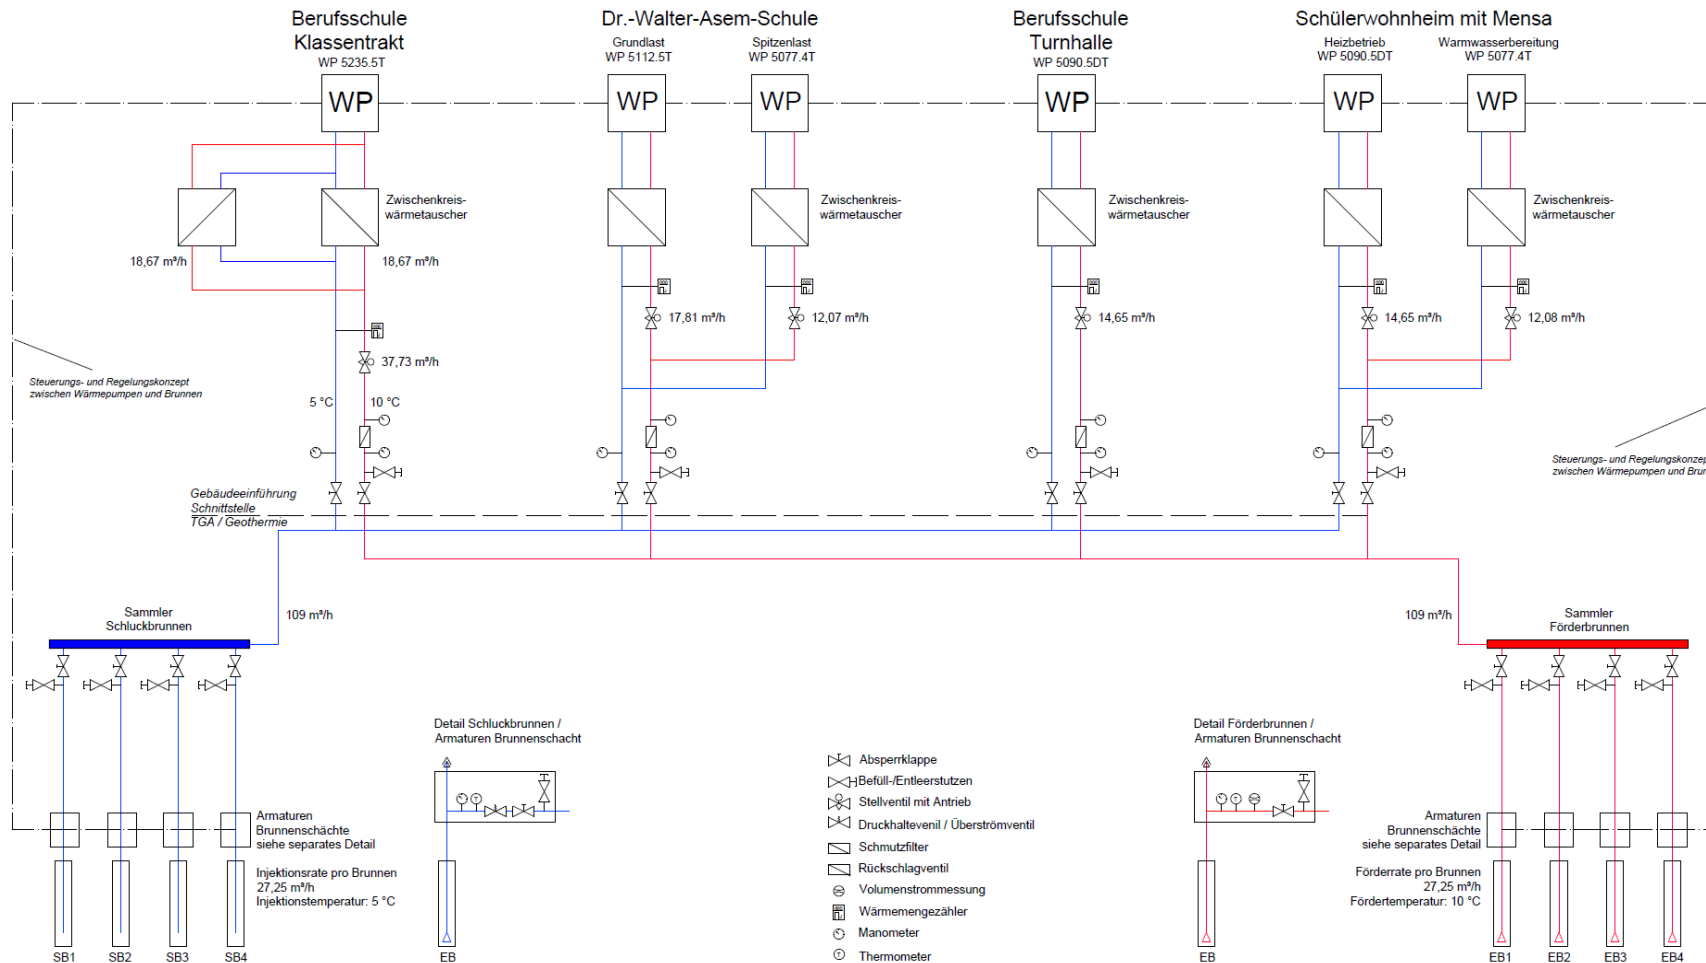 Berufsschule
Klassentrakt
WP 5235.5T
Dr.-Walter-Asem-Schule
Grundlast
WP 5112.5T
Spitzenlast
WP 5077.4T
Berufsschule
Turnhalle
WP 5090.5DT
Schülerwohnheim mit Mensa
Heizbetrieb
WP 5090.5DT
Warmwasserbereitung
WP 5077.4T
WP
WP
WP
WP
WP
WP
Zwischenkreis-
wärmetauscher
Zwischenkreis-
wärmetauscher
Zwischenkreis-
wärmetauscher
Zwischenkreis-
wärmetauscher
18,67 m³/h
18,67 m³/h
17,81 m³/h
12,07 m³/h
14,65 m³/h
14,65 m³/h
12,08 m³/h
37,73 m³/h
Steuerungs- und Regelungskonzept
zwischen Wärmepumpen und Brunnen
5 °C
10 °C
Steuerungs- und Regelungskonzep
zwischen Wärmepumpen und Brun
Gebäudeeinführung
Schnittstelle
TGA / Geothermie
Sammler
Schluckbrunnen
109 m³/h
109 m³/h
Sammler
Förderbrunnen
Detail Schluckbrunnen /
Armaturen Brunnenschacht
Detail Förderbrunnen /
Armaturen Brunnenschacht
Absperrklappe
Befüll-/Entleerstutzen
Stellventil mit Antrieb
Druckhaltevenil / Überströmventil
Schmutzfilter
Rückschlagventil
Volumenstrommessung
Wärmemengezähler
Manometer
T Thermometer
Armaturen
Brunnenschächte
siehe separates Detail
Injektionsrate pro Brunnen
27,25 m³/h
Injektionstemperatur: 5 °C
Armaturen
Brunnenschächte
siehe separates Detail
Förderrate pro Brunnen
27,25 m³/h
Fördertemperatur: 10 °C
T
T
SB1
SB2
SB3
SB4
EB
EB
EB1
EB2
EB3
EB4